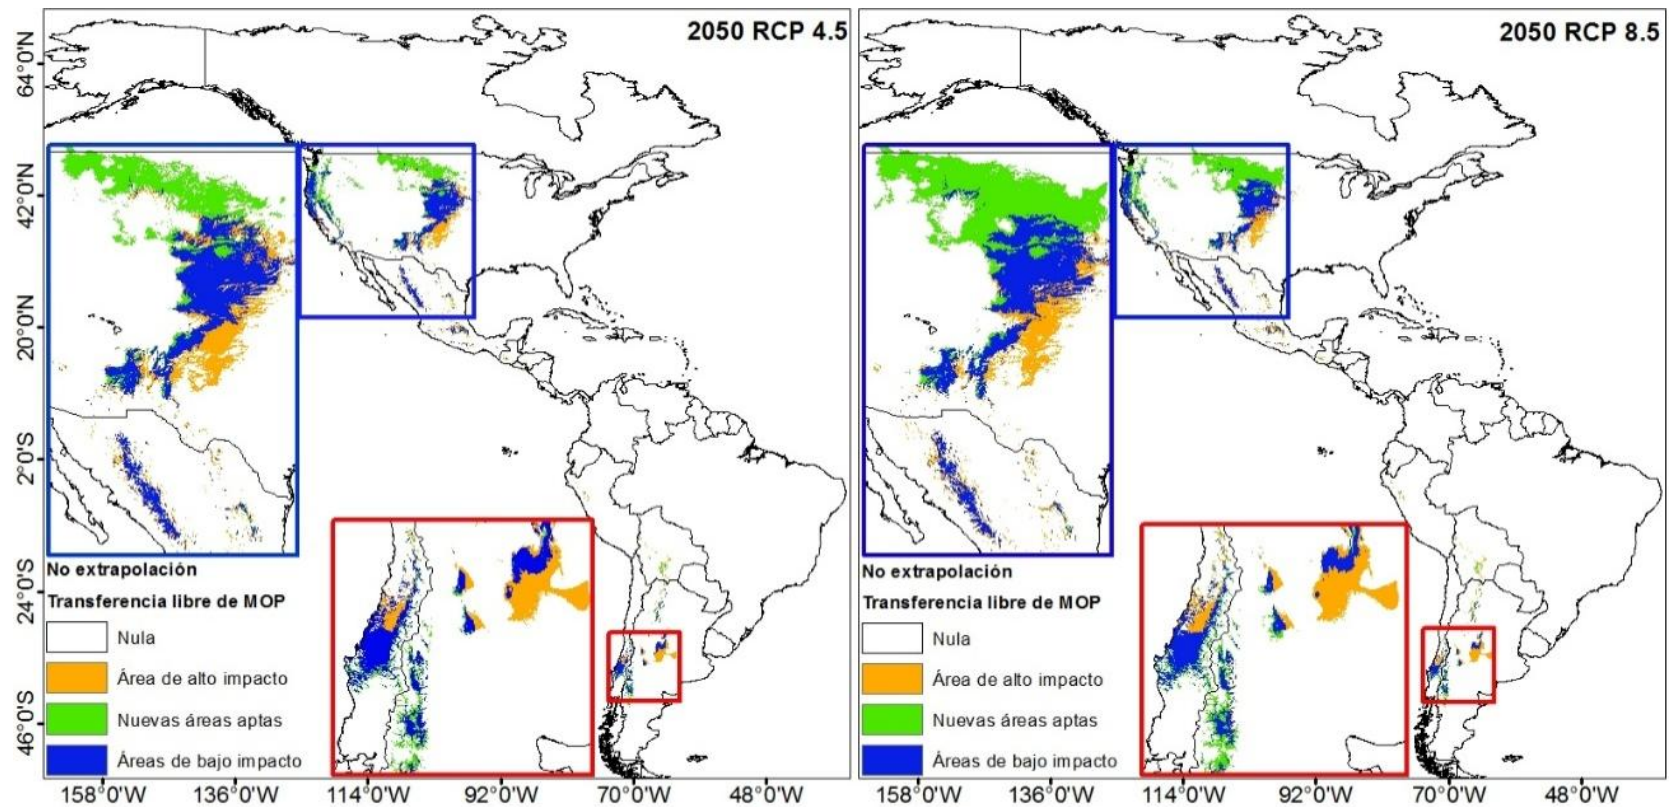 2050 RCP 4.5
2050 RCP 8.5
64°0'N
42°0'N
20°0'N
2°0'S
24°0'S
46°0'S
No extrapolación
Transferencia libre de MOP
Nula
Área de alto impacto
Nuevas áreas aptas
Áreas de bajo impacto
No extrapolación
Transferencia libre de MOP
Nula
Área de alto impacto
Nuevas áreas aptas
Áreas de bajo impacto
158°0'W 136°0'W 114°0'W 92°0'W 70°0'W 48°0'W
158°0'W 136°0'W 114°0'W 92°0'W 70°0'W 48°0'W